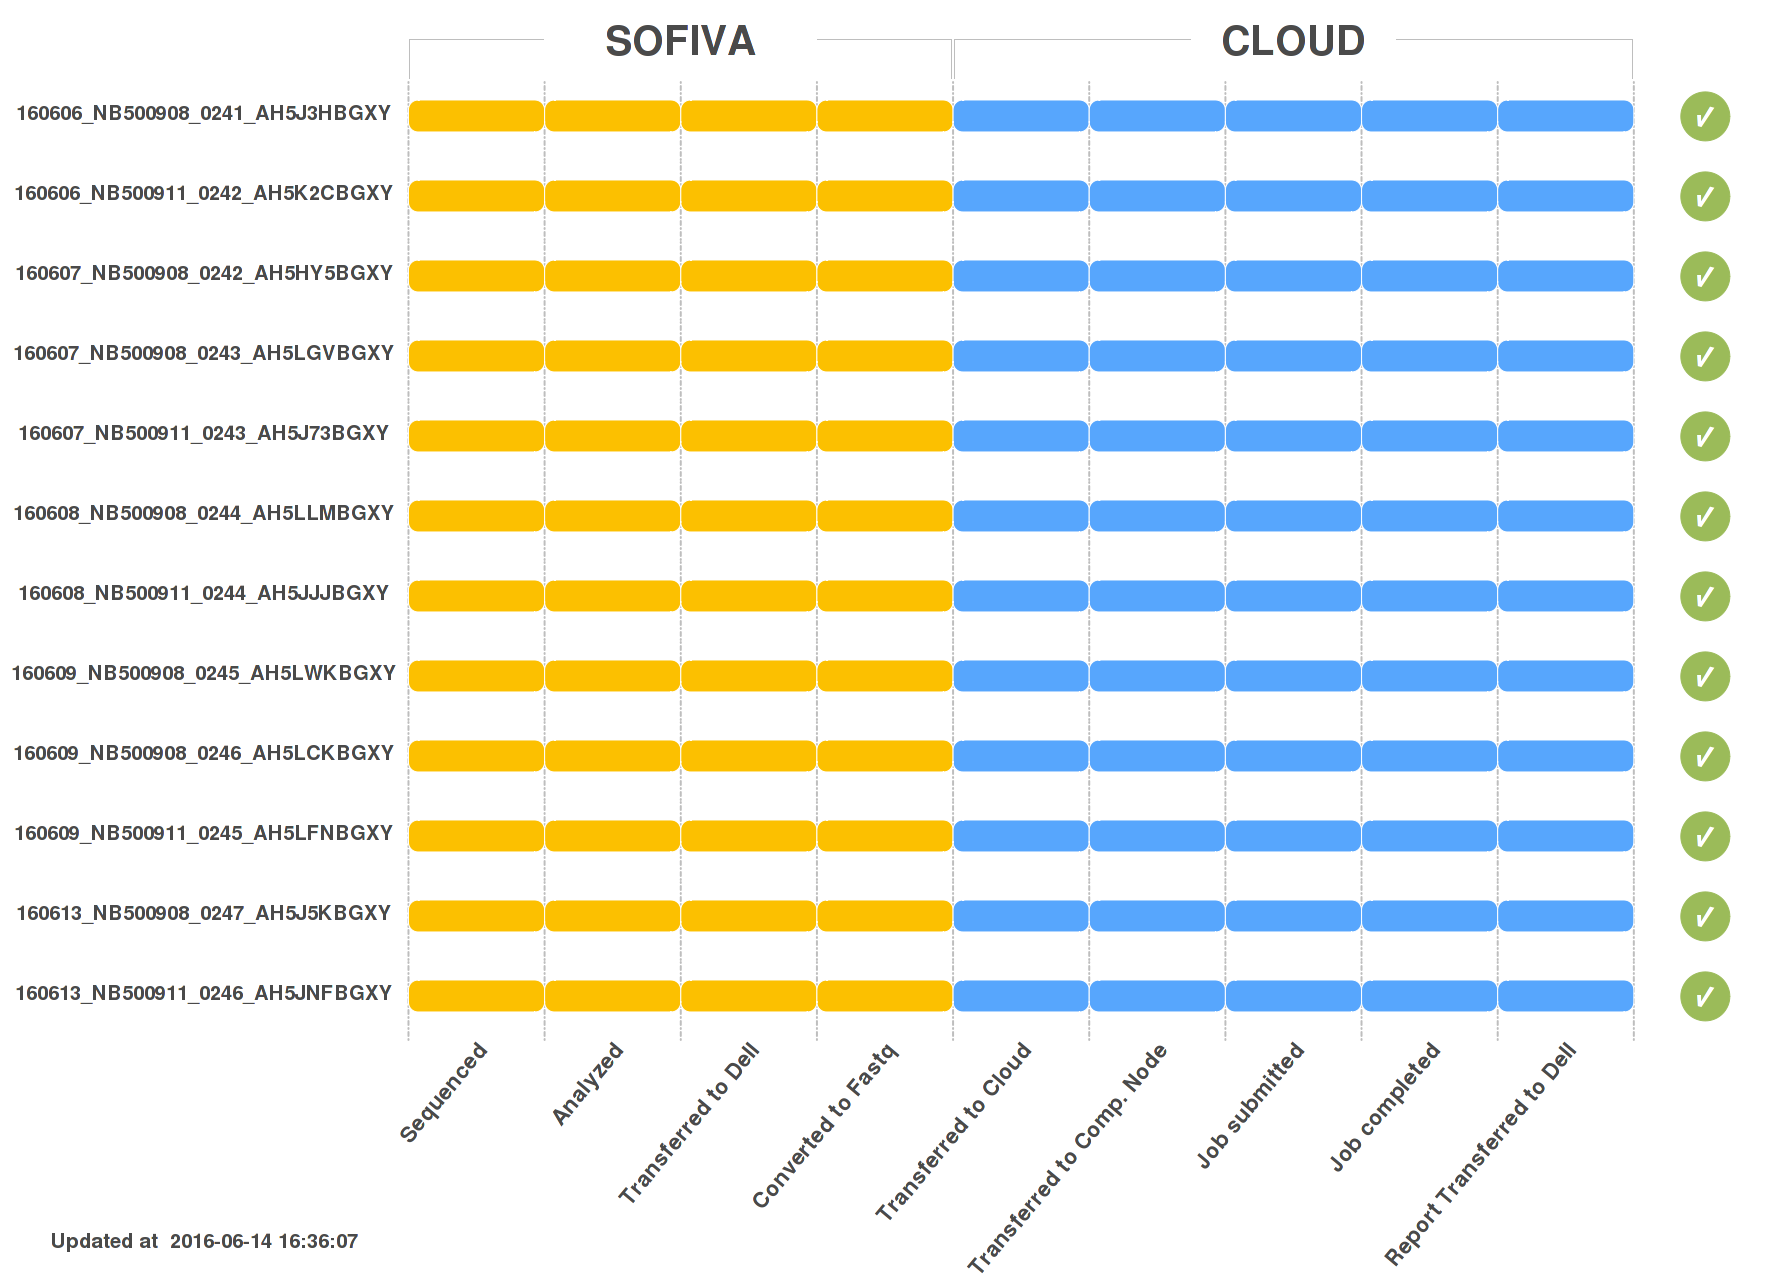 SOFIVA CLOUD
160606_NB500908_0241_AH5J3HBGXY
160606_NB500911_0242_AH5K2CBGXY
160607_NB500908_0242_AH5HY5BGXY
160607_NB500908_0243_AH5LGVBGXY
160607_NB500911_0243_AH5J73BGXY
160608_NB500908_0244_AH5LLMBGXY
160608_NB500911_0244_AH5JJJBGXY
160609_NB500908_0245_AH5LWKBGXY
160609_NB500908_0246_AH5LCKBGXY
160609_NB500911_0245_AH5LFNBGXY
160613_NB500908_0247_AH5J5KBGXY
160613_NB500911_0246_AH5JNFBGXY
Sequenced
Analyzed
Transferred to Dell
Converted to Fastq
Transferred to Cloud
Transferred to Comp. Node
Job submitted
Job completed
Report Transferred to Dell
Updated at 2016-06-14 16:36:07